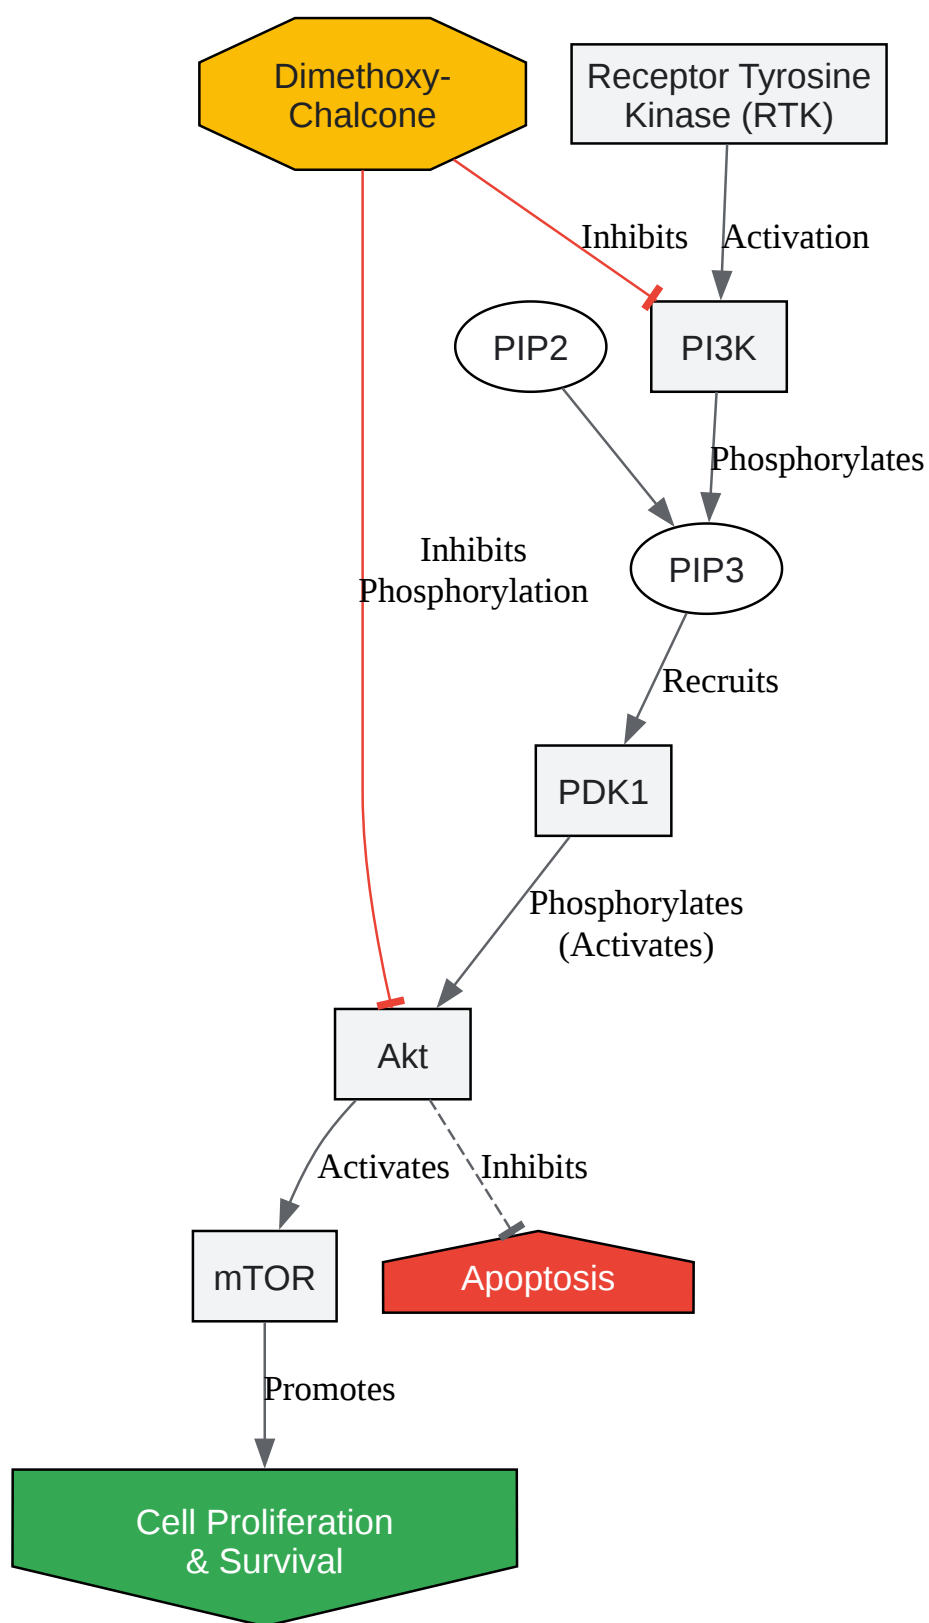 Dimethoxy-
Chalcone
Receptor Tyrosine
Kinase (RTK)
Inhibits
Activation
PIP2
PI3K
Phosphorylates
Inhibits
Phosphorylation
PIP3
Recruits
PDK1
Phosphorylates
(Activates)
Akt
Activates
Inhibits
mTOR
Apoptosis
Promotes
Cell Proliferation
& Survival